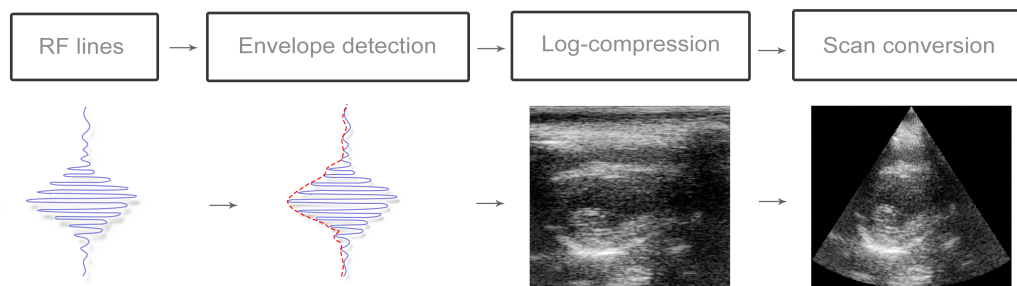 RF lines
Envelope detection
Log-compression
Scan conversion